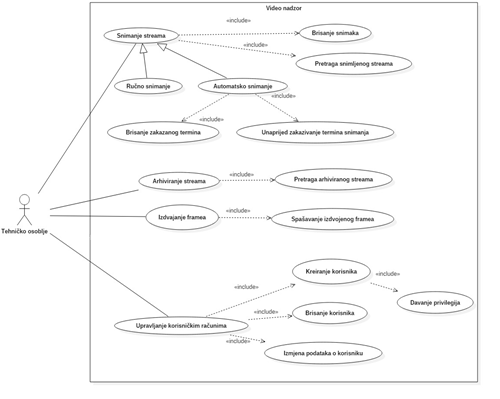 Video nadzor
Snimanje streama
«include»
Brisanje snimaka
«include»
Pretraga snimljenog streama
Ručno snimanje
Automatsko snimanje
«include»
«include»
Brisanje zakazanog termina
Unaprijed zakazivanje termina snimanja
Arhiviranje streama
«include»
Pretraga arhiviranog streama
Izdvajanje framea
«include»
Spašavanje izdvojenog framea
Tehničko osoblje
Kreiranje korisnika
«include»
«include»
Davanje privilegija
«include»
Brisanje korisnika
Upravljanje korisničkim računima
«include»
Izmjena podataka o korisniku